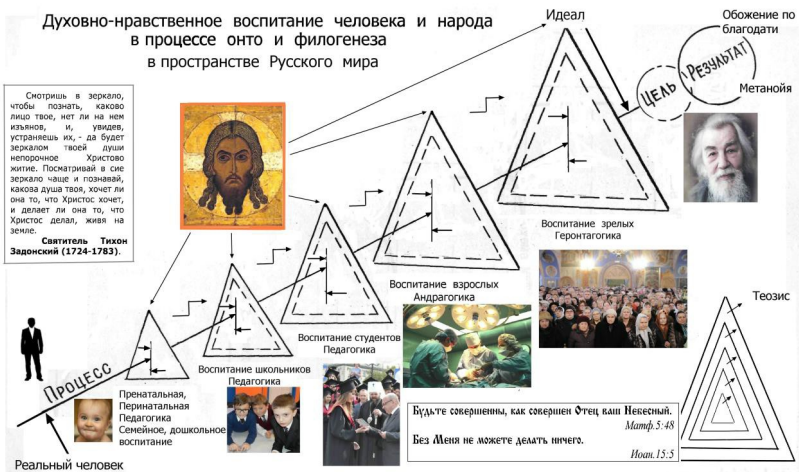 Духовно-нравственное воспитание человека и народа
в процессе онто и филогенеза
в пространстве Русского мира
Идеал
Обожение по
благодати
ЦЕЛЬ
РЕЗУЛЬТАТ
Метанойя
Смотришь в зеркало,
чтобы познать, каково
лицо твое, нет ли на нем
изъянов, и, увидев,
устраняешь их, - да будет
зеркалом твоей души
непорочное Христово
житие. Посматривай в сие
зеркало чаще и познавай,
какова душа твоя, хочет ли
она то, что Христос хочет,
и делает ли она то, что
Христос делал, живя на
земле.
Святитель Тихон
Задонский (1724-1783).
Воспитание зрелых
Геронтагогика
Воспитание взрослых
Андрагогика
Воспитание студентов
Педагогика
Воспитание школьников
Педагогика
Пренатальная,
Перинатальная
Педагогика
Семейное, дошкольное
воспитание
ПРОЦЕСС
Реальный человек
Теозис
Будьте совершенны, как совершен Отец ваш Небесный.
Матф.5:48
Без Меня не можете делать ничего.
Иоан.15:5